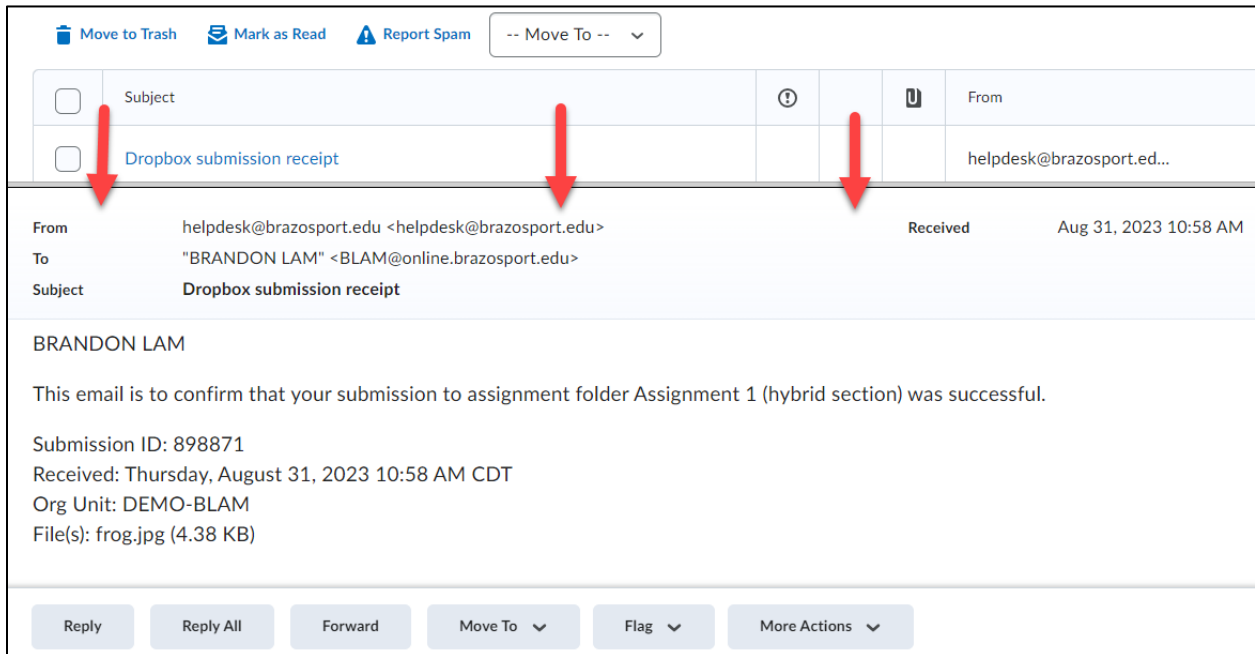 Move to Trash Mark as Read Report Spam -- Move To --
Subject From
Dropbox submission receipt helpdesk@brazosport.ed...
From helpdesk@brazosport.edu <helpdesk@brazosport.edu> Received Aug 31, 2023 10:58 AM
To "BRANDON LAM" <BLAM@online.brazosport.edu>
Subject Dropbox submission receipt
BRANDON LAM
This email is to confirm that your submission to assignment folder Assignment 1 (hybrid section) was successful.
Submission ID: 898871
Received: Thursday, August 31, 2023 10:58 AM CDT
Org Unit: DEMO-BLAM
File(s): frog.jpg (4.38 KB)
Reply Reply All Forward Move To Flag More Actions